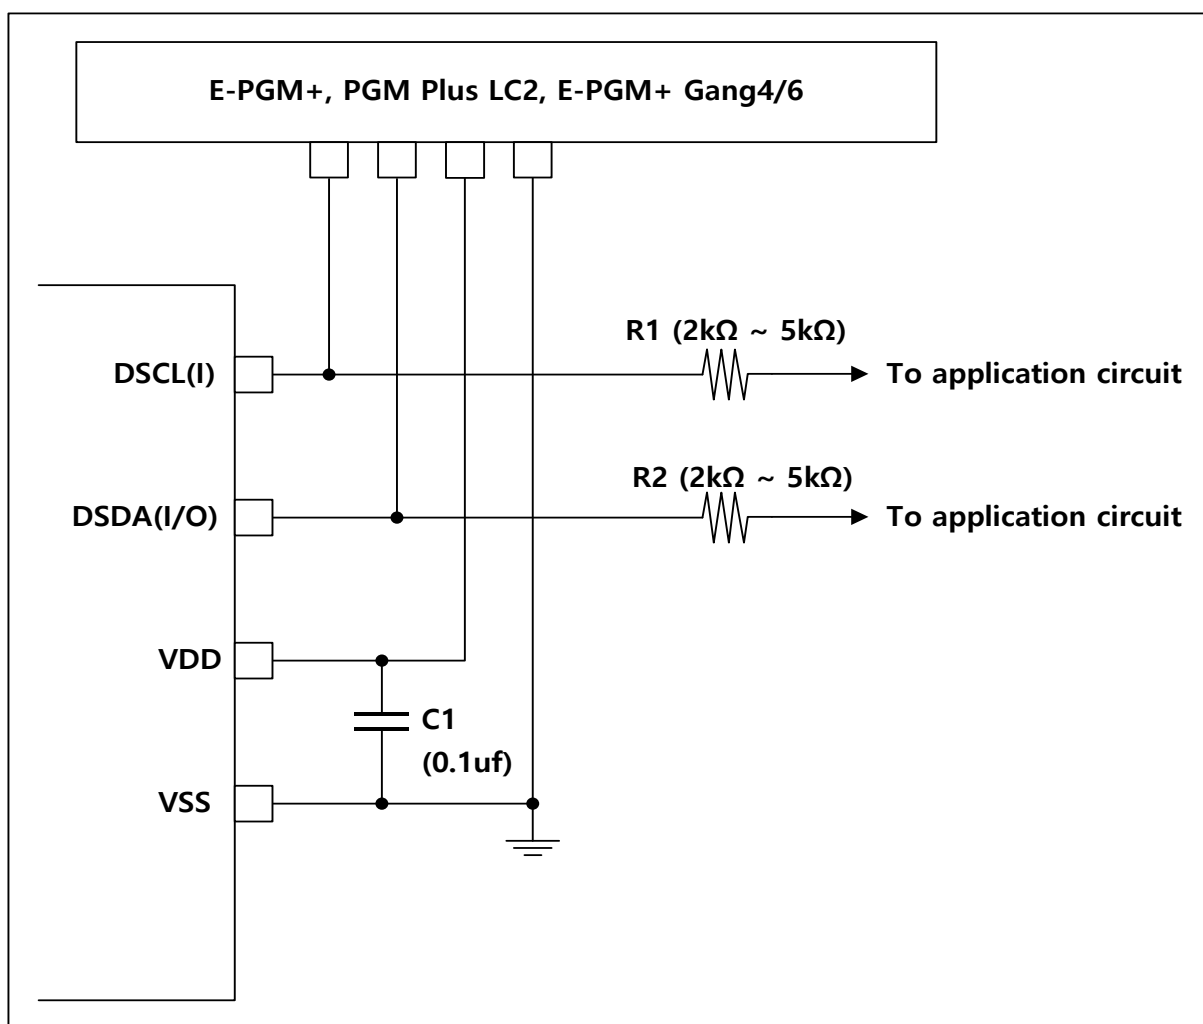 E-PGM+, PGM Plus LC2, E-PGM+ Gang4/6
R1 (2kΩ ~ 5kΩ)
DSCL(I)
To application circuit
R2 (2kΩ ~ 5kΩ)
DSDA(I/O)
To application circuit
VDD
C1
(0.1uf)
VSS